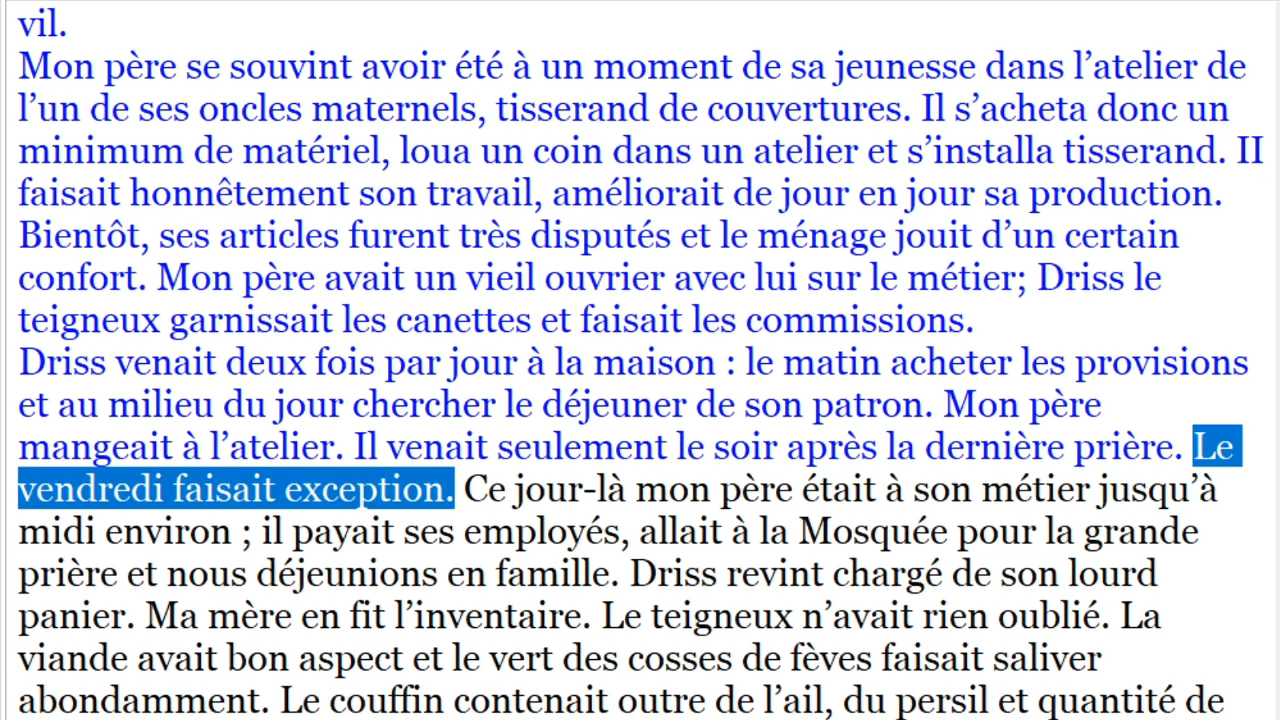 vil.
Mon père se souvint avoir été à un moment de sa jeunesse dans l’atelier de
l’un de ses oncles maternels, tisserand de couvertures. Il s’acheta donc un
minimum de matériel, loua un coin dans un atelier et s’installa tisserand. II
faisait honnêtement son travail, améliorait de jour en jour sa production.
Bientôt, ses articles furent très disputés et le ménage jouit d’un certain
confort. Mon père avait un vieil ouvrier avec lui sur le métier; Driss le
teigneux garnissait les canettes et faisait les commissions.
Driss venait deux fois par jour à la maison : le matin acheter les provisions
et au milieu du jour chercher le déjeuner de son patron. Mon père
mangeait à l’atelier. Il venait seulement le soir après la dernière prière. Le
vendredi faisait exception. Ce jour-là mon père était à son métier jusqu’à
midi environ ; il payait ses employés, allait à la Mosquée pour la grande
prière et nous déjeunions en famille. Driss revint chargé de son lourd
panier. Ma mère en fit l’inventaire. Le teigneux n’avait rien oublié. La
viande avait bon aspect et le vert des cosses de fèves faisait saliver
abondamment. Le couffin contenait outre de l’ail, du persil et quantité de